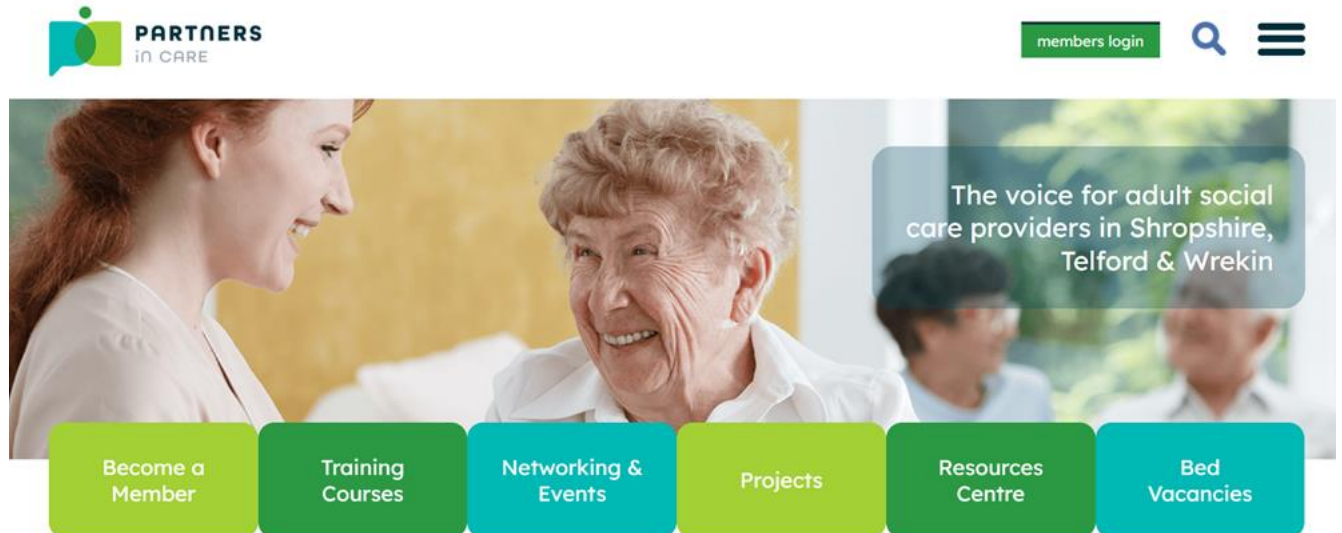 PARTNERS
in CARE
members login
The voice for adult social
care providers in Shropshire,
Telford & Wrekin
Become a
Member
Training
Courses
Networking &
Events
Projects
Resources
Centre
Bed
Vacancies